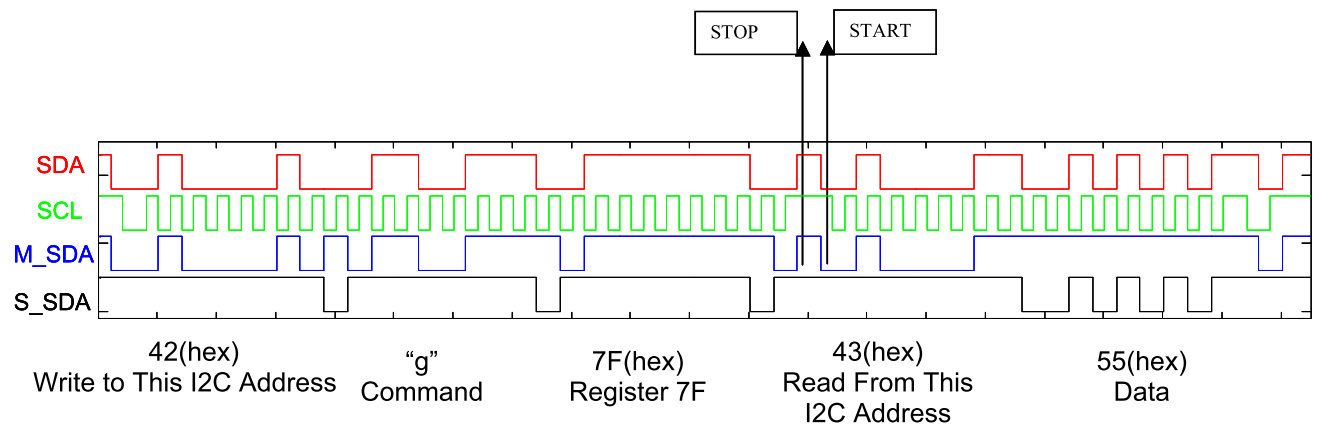 STOP
START
SDA
SCL
M_SDA
S_SDA
42(hex)
Write to This I2C Address
“g”
Command
7F(hex)
Register 7F
43(hex)
Read From This
I2C Address
55(hex)
Data